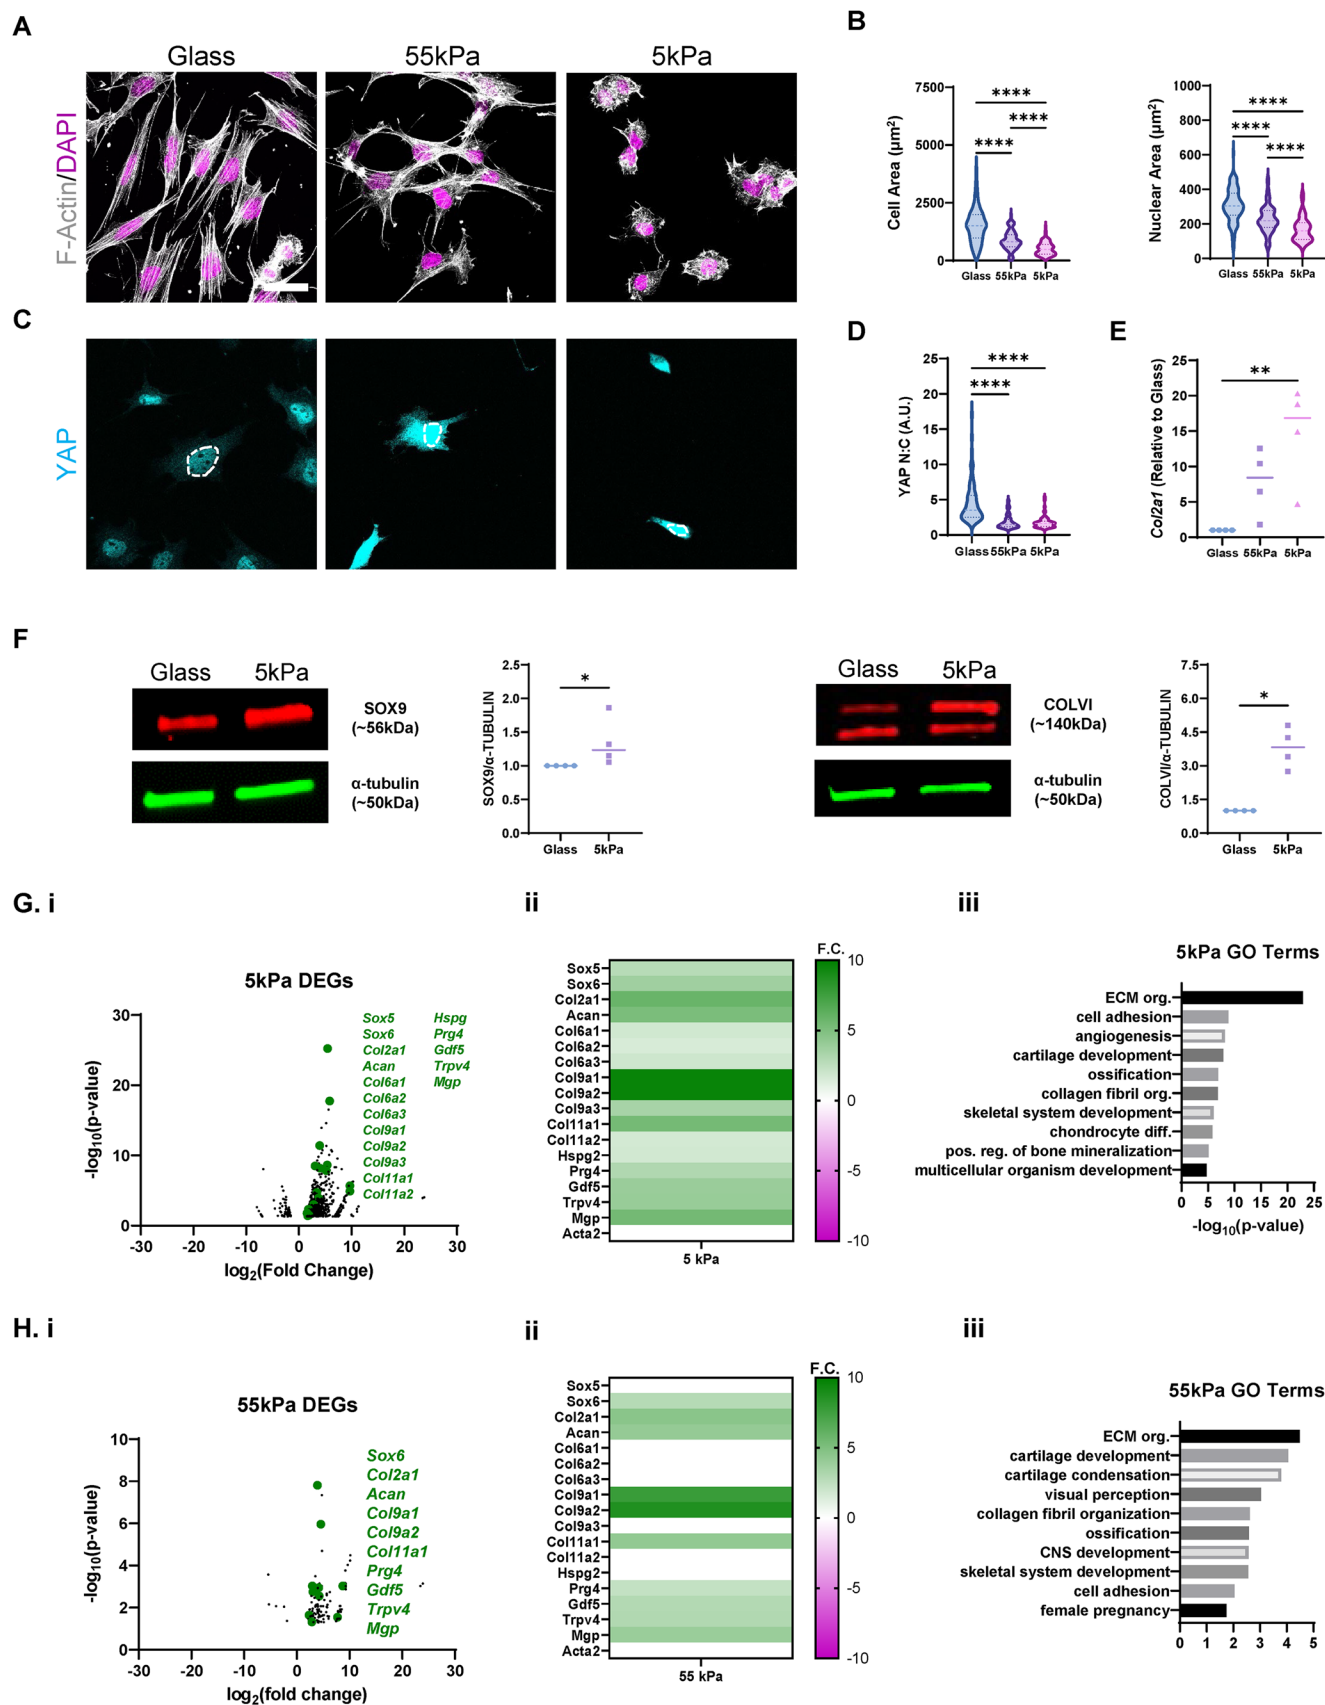 A
Glass
55kPa
5kPa
F-Actin/DAPI
B
Cell Area (µm²)
7500
5000
2500
0
****
****
****
Glass 55kPa 5kPa
Nuclear Area (µm²)
1000
800
600
400
200
0
****
****
****
Glass 55kPa 5kPa
C
YAP
D
YAP N:C (A.U.)
25
20
15
10
5
0
****
****
Glass 55kPa 5kPa
E
Col2a1 (Relative to Glass)
25
20
15
10
5
0
**
Glass 55kPa 5kPa
F
Glass 5kPa
SOX9
(~56kDa)
α-tubulin
(~50kDa)
SOX9/α-TUBULIN
2.5
2.0
1.5
1.0
0.5
0.0
*
Glass 5kPa
Glass 5kPa
COLVI
(~140kDa)
α-tubulin
(~50kDa)
COLVI/α-TUBULIN
7.5
6.0
4.5
3.0
1.5
0.0
*
Glass 5kPa
G. i
5kPa DEGs
-log10(p-value)
30
20
10
0
-30 -20 -10 0 10 20 30
log2(Fold Change)
Sox5 Hspg
Sox6 Prg4
Col2a1 Gdf5
Acan Trpv4
Col6a1 Mgp
Col6a2
Col6a3
Col9a1
Col9a2
Col9a3
Col11a1
Col11a2
ii
F.C.
10
5
0
-5
-10
Sox5
Sox6
Col2a1
Acan
Col6a1
Col6a2
Col6a3
Col9a1
Col9a2
Col9a3
Col11a1
Col11a2
Hspg2
Prg4
Gdf5
Trpv4
Mgp
Acta2
5 kPa
iii
5kPa GO Terms
ECM org.
cell adhesion
angiogenesis
cartilage development
ossification
collagen fibril org.
skeletal system development
chondrocyte diff.
pos. reg. of bone mineralization
multicellular organism development
0 5 10 15 20 25
-log10(p-value)
H. i
55kPa DEGs
-log10(p-value)
10
8
6
4
2
0
-30 -20 -10 0 10 20 30
log2(fold change)
Sox6
Col2a1
Acan
Col9a1
Col9a2
Col11a1
Prg4
Gdf5
Trpv4
Mgp
ii
F.C.
10
5
0
-5
-10
Sox5
Sox6
Col2a1
Acan
Col6a1
Col6a2
Col6a3
Col9a1
Col9a2
Col9a3
Col11a1
Col11a2
Hspg2
Prg4
Gdf5
Trpv4
Mgp
Acta2
55 kPa
iii
55kPa GO Terms
ECM org.
cartilage development
cartilage condensation
visual perception
collagen fibril organization
ossification
CNS development
skeletal system development
cell adhesion
female pregnancy
0 1 2 3 4 5